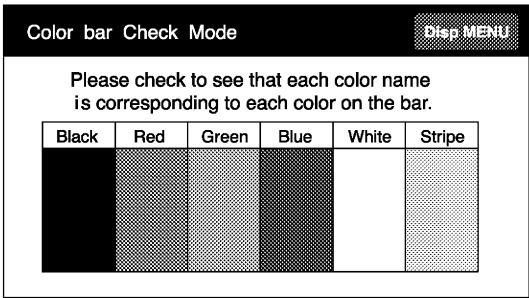 Color bar Check Mode
Disp MENU
Please check to see that each color name
is corresponding to each color on the bar.
Black Red Green Blue White Stripe